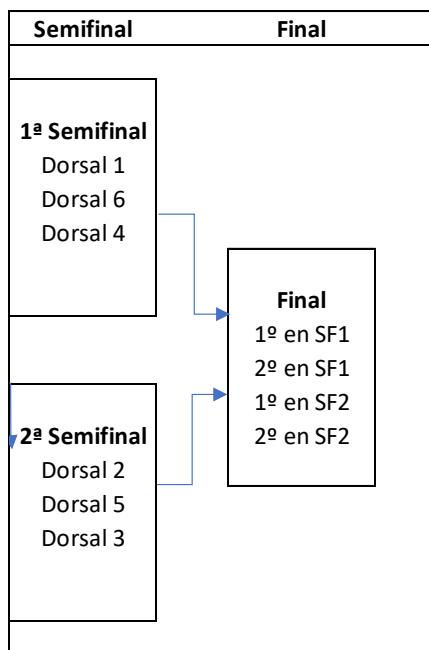 Semifinal Final
1ª Semifinal
Dorsal 1
Dorsal 6
Dorsal 4
Final
1º en SF1
2º en SF1
1º en SF2
2º en SF2
2ª Semifinal
Dorsal 2
Dorsal 5
Dorsal 3